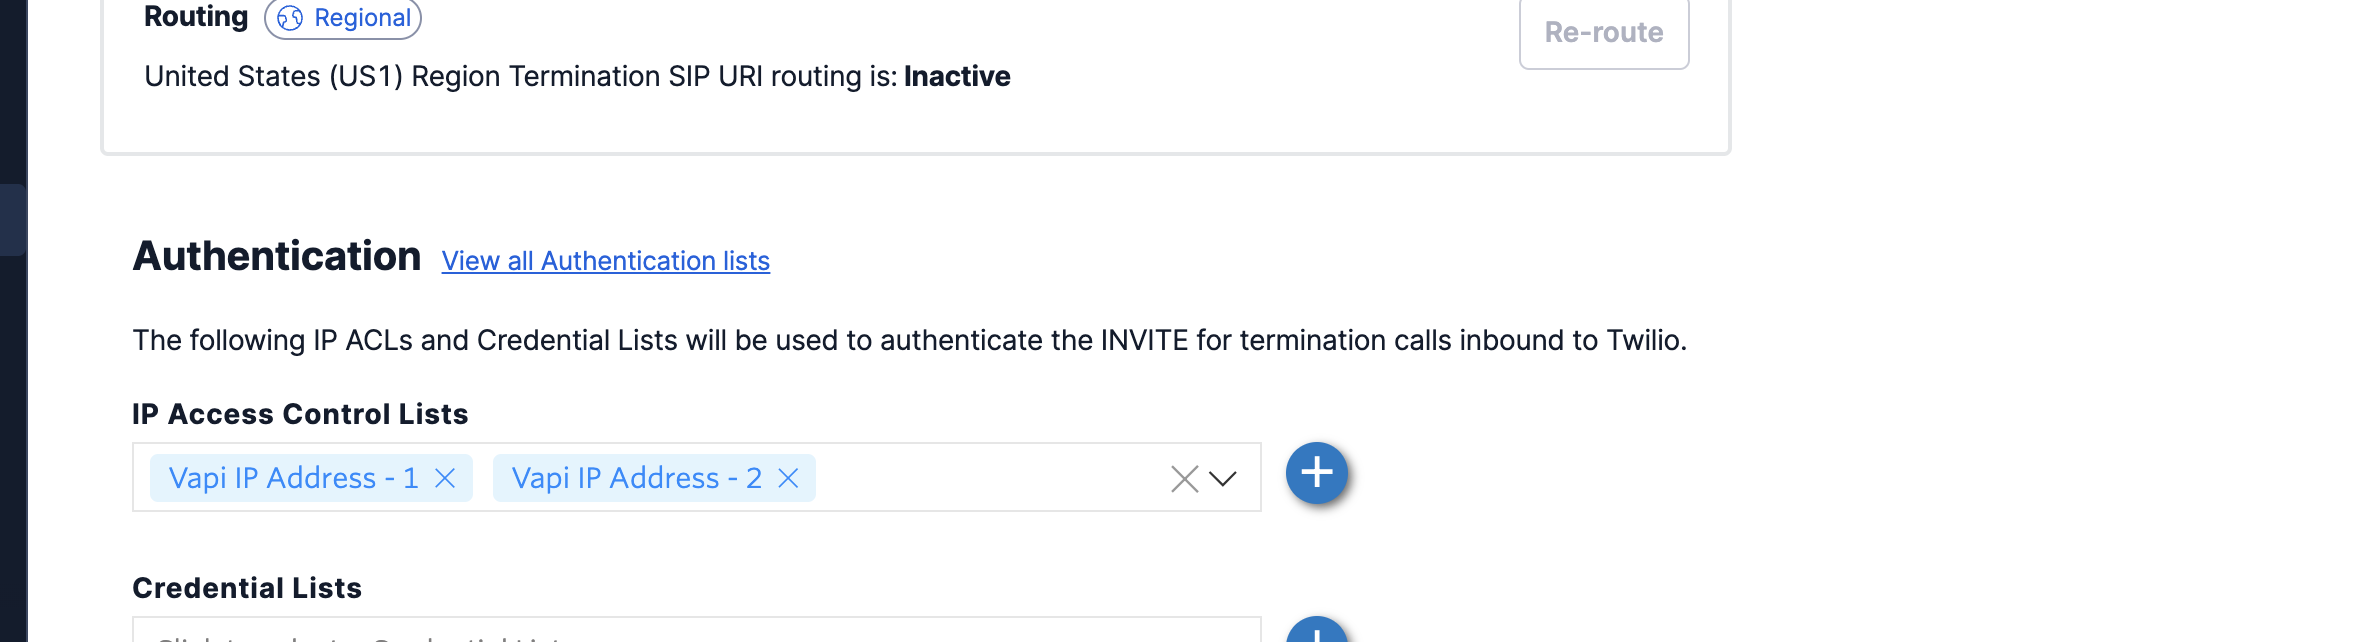 Routing Regional
Re-route
United States (US1) Region Termination SIP URI routing is: Inactive
Authentication View all Authentication lists
The following IP ACLs and Credential Lists will be used to authenticate the INVITE for termination calls inbound to Twilio.
IP Access Control Lists
Vapi IP Address - 1 Vapi IP Address - 2
Credential Lists